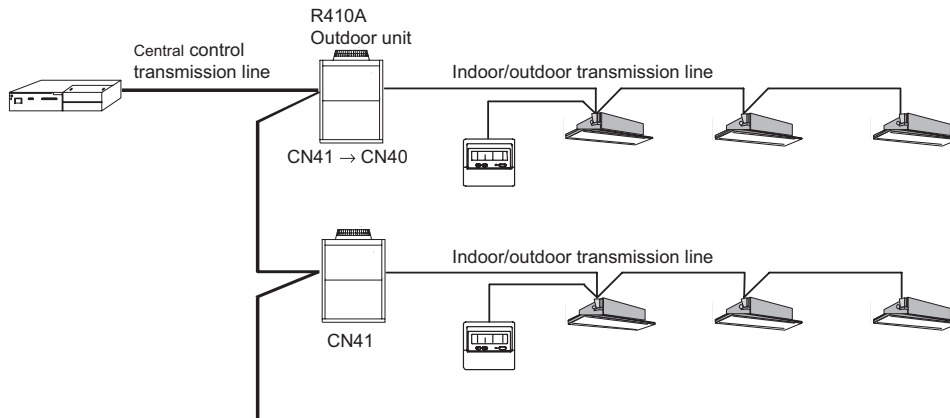 R410A
Outdoor unit
Central control
transmission line
Indoor/outdoor transmission line
CN41 → CN40
Indoor/outdoor transmission line
CN41